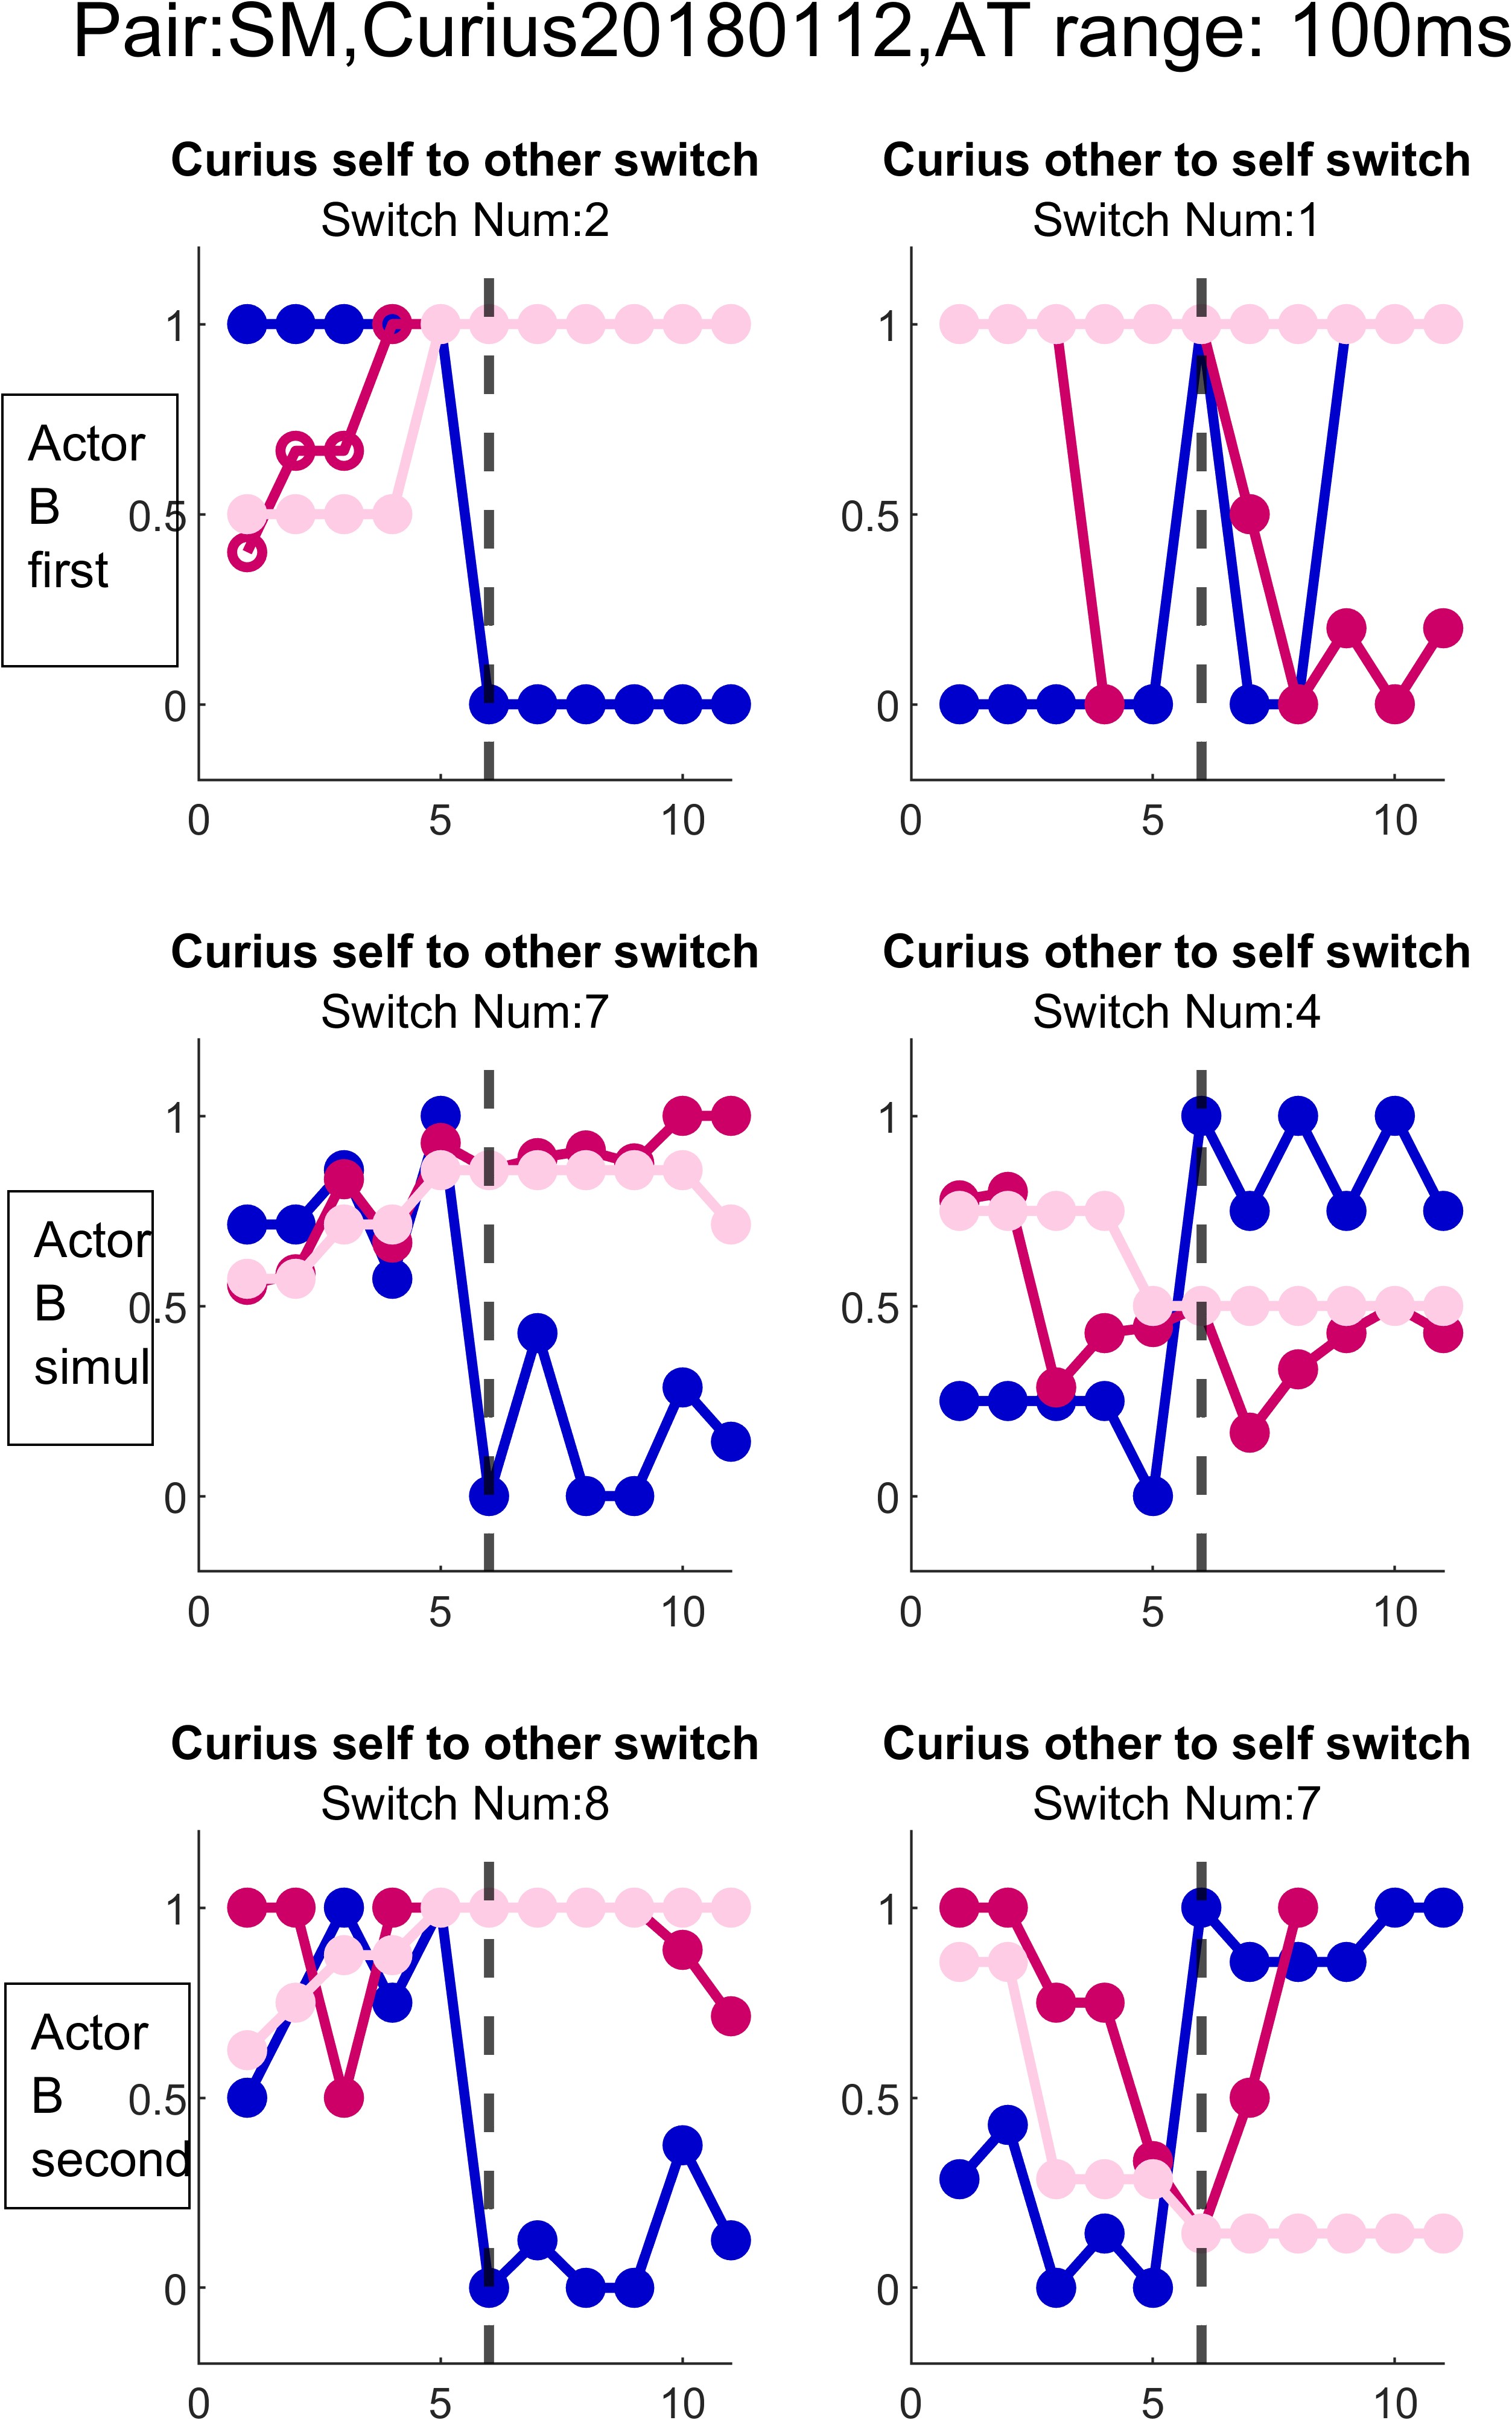 Pair:SM,Curius20180112,AT range: 100ms
Curius self to other switch
Switch Num:2
1
0.5
0
0
5
10
Actor
B
first
Curius other to self switch
Switch Num:1
1
0.5
0
0
5
10
Curius self to other switch
Switch Num:7
1
0.5
0
0
5
10
Actor
B
simul
Curius other to self switch
Switch Num:4
1
0.5
0
0
5
10
Curius self to other switch
Switch Num:8
1
0.5
0
0
5
10
Actor
B
second
Curius other to self switch
Switch Num:7
1
0.5
0
0
5
10